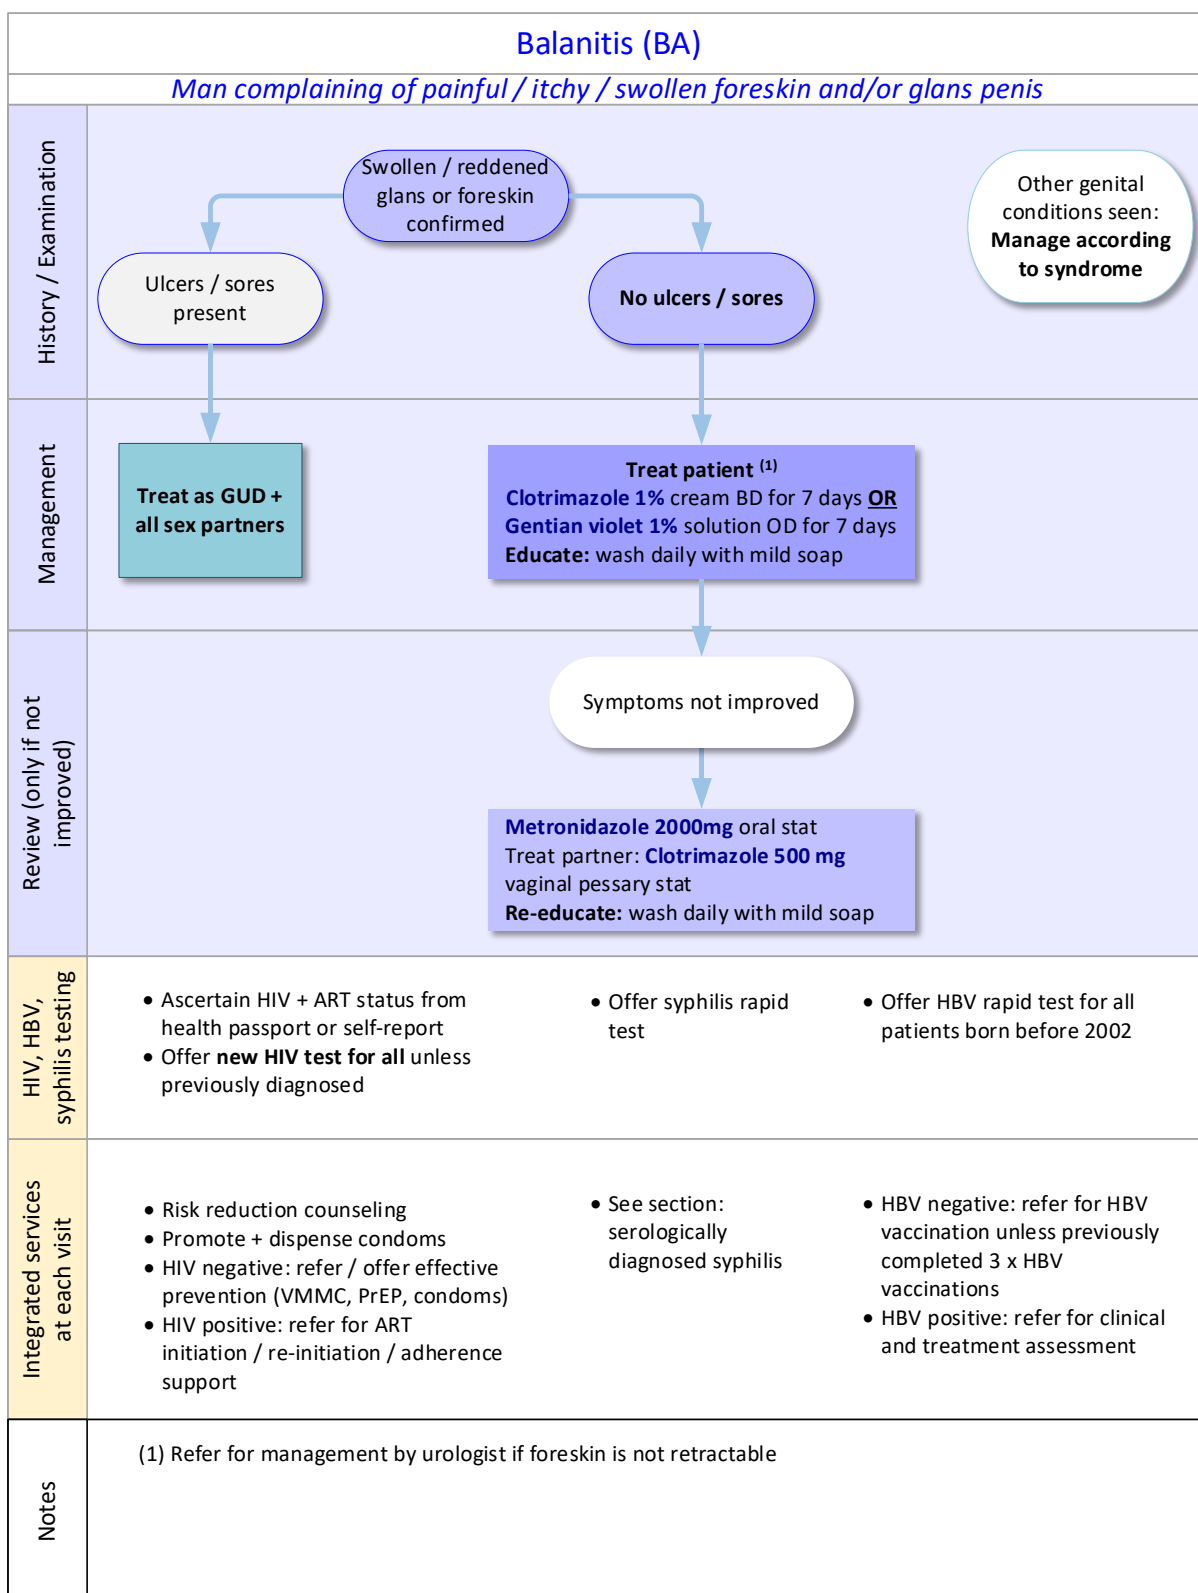 Balanitis (BA)
Man complaining of painful / itchy / swollen foreskin and/or glans penis
History / Examination
Swollen / reddened
glans or foreskin
confirmed
Other genital
conditions seen:
Manage according
to syndrome
Ulcers / sores
present
No ulcers / sores
Management
Treat as GUD +
all sex partners
Treat patient (1)
Clotrimazole 1% cream BD for 7 days OR
Gentian violet 1% solution OD for 7 days
Educate: wash daily with mild soap
Review (only if not
improved)
Symptoms not improved
Metronidazole 2000mg oral stat
Treat partner: Clotrimazole 500 mg
vaginal pessary stat
Re-educate: wash daily with mild soap
HIV, HBV,
syphilis testing
• Ascertain HIV + ART status from
health passport or self-report
• Offer new HIV test for all unless
previously diagnosed
• Offer syphilis rapid
test
• Offer HBV rapid test for all
patients born before 2002
Integrated services
at each visit
• Risk reduction counseling
• Promote + dispense condoms
• HIV negative: refer / offer effective
prevention (VMMC, PrEP, condoms)
• HIV positive: refer for ART
initiation / re-initiation / adherence
support
• See section:
serologically
diagnosed syphilis
• HBV negative: refer for HBV
vaccination unless previously
completed 3 x HBV
vaccinations
• HBV positive: refer for clinical
and treatment assessment
Notes
(1) Refer for management by urologist if foreskin is not retractable